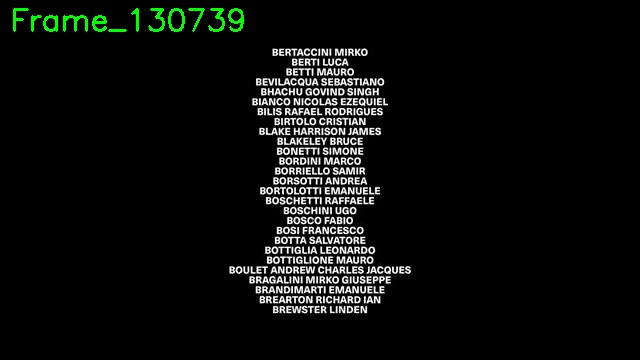 Frame_130739
BERTACCINI MIRKO
BERTI LUCA
BETTI MAURO
BEVILACQUA SEBASTIANO
BHACHU GOVIND SINGH
BIANCO NICOLAS EZEQUIEL
BILIS RAFAEL RODRIGUES
BIRTOLO CRISTIAN
BLAKE HARRISON JAMES
BLAKELEY BRUCE
BONETTI SIMONE
BORDINI MARCO
BORRIELLO SAMIR
BORSOTTI ANDREA
BORTOLOTTI EMANUELE
BOSCHETTI RAFFAELE
BOSCHINI UGO
BOSCO FABIO
BOSI FRANCESCO
BOTTA SALVATORE
BOTTIGLIA LEONARDO
BOTTIGLIONE MAURO
BOULET ANDREW CHARLES JACQUES
BRAGALINI MIRKO GIUSEPPE
BRANDIMARTI EMANUELE
BREARTON RICHARD IAN
BREWSTER LINDEN